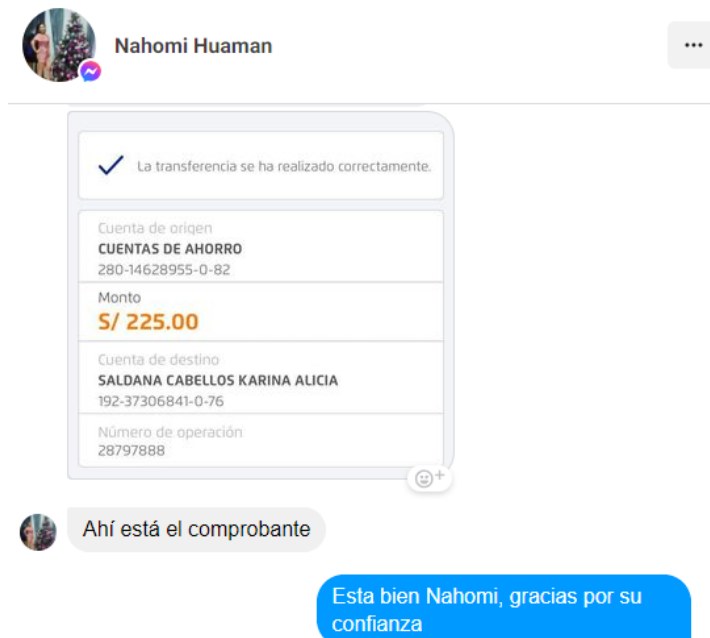 Nahomi Huaman
La transferencia se ha realizado correctamente.
Cuenta de origen
CUENTAS DE AHORRO
280-14628955-0-82
Monto
S/ 225.00
Cuenta de destino
SALDANA CABELLOS KARINA ALICIA
192-37306841-0-76
Número de operación
28797888
Ahí está el comprobante
Esta bien Nahomi, gracias por su
confianza